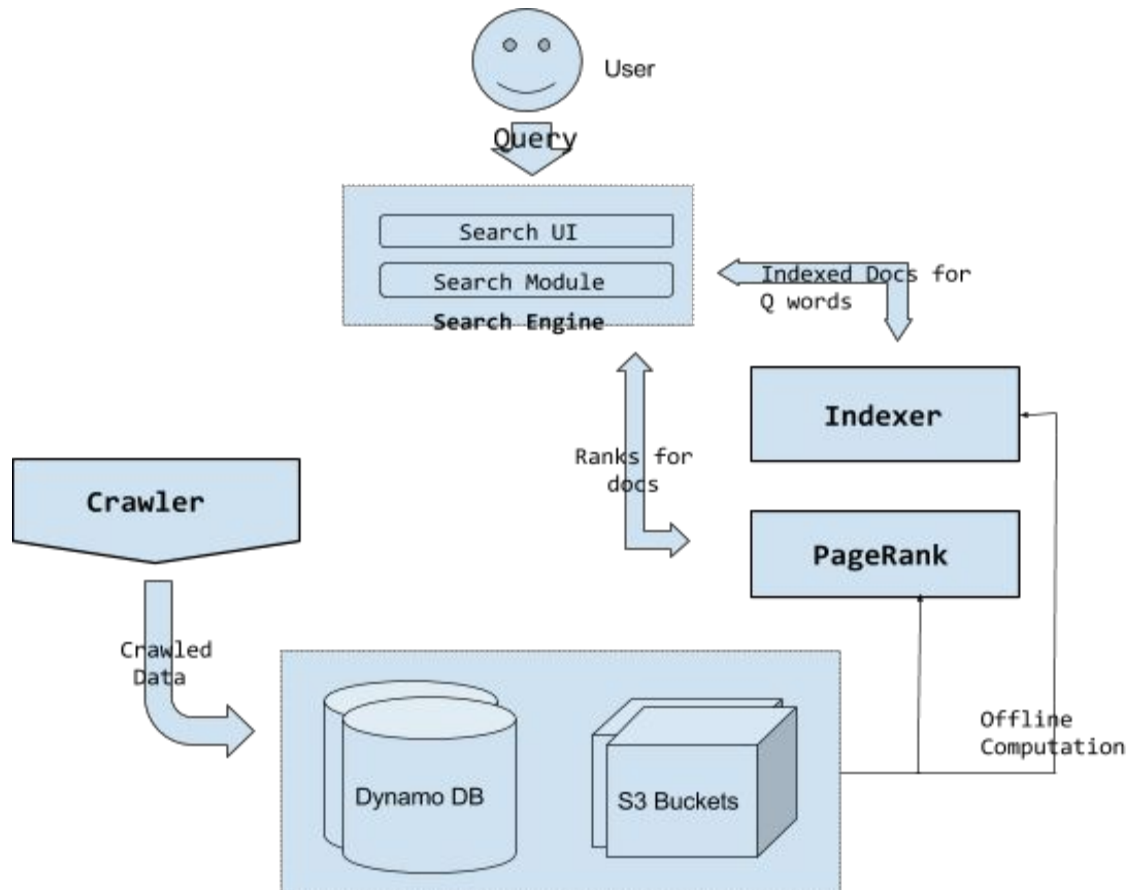 User
Query
Search UI
Search Module
Search Engine
Indexed Docs for
Q words
Indexer
Ranks for
docs
Crawler
PageRank
Crawled
Data
Offline
Computation
Dynamo DB
S3 Buckets